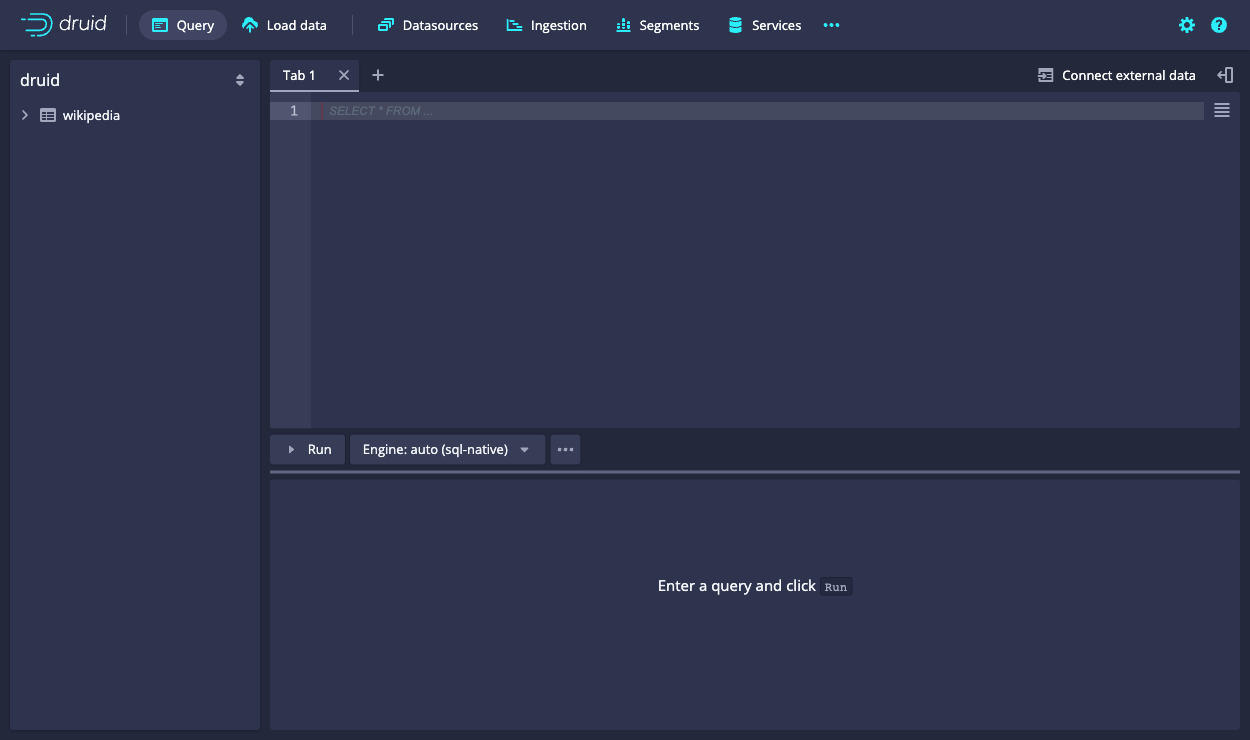 druid Query Load data Datasources Ingestion Segments Services
druid
wikipedia
Tab 1 Connect external data
1 SELECT * FROM ...
Run Engine: auto (sql-native)
Enter a query and click Run